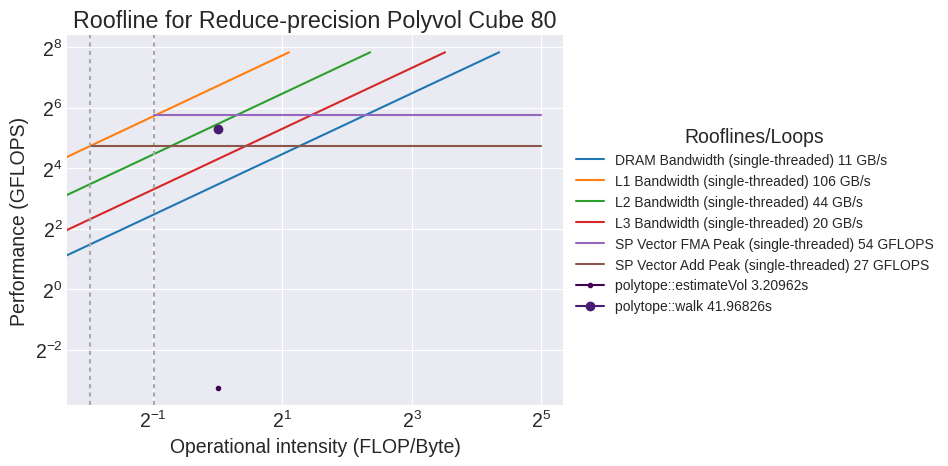 Roofline for Reduce-precision Polyvol Cube 80
Performance (GFLOPS)
2^8
2^6
2^4
2^2
2^0
2^−2
2^−1
2^1
2^3
2^5
Operational intensity (FLOP/Byte)
Rooflines/Loops
DRAM Bandwidth (single-threaded) 11 GB/s
L1 Bandwidth (single-threaded) 106 GB/s
L2 Bandwidth (single-threaded) 44 GB/s
L3 Bandwidth (single-threaded) 20 GB/s
SP Vector FMA Peak (single-threaded) 54 GFLOPS
SP Vector Add Peak (single-threaded) 27 GFLOPS
polytope::estimateVol 3.20962s
polytope::walk 41.96826s